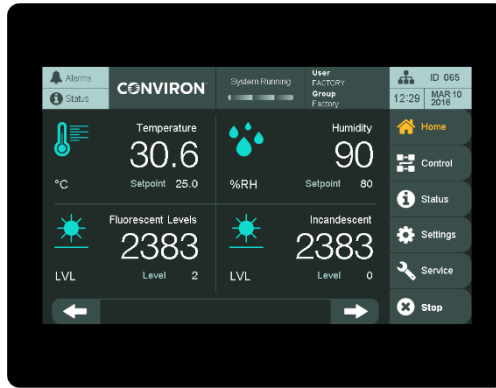 Alarms
Status
CONVIRON
System Running
User
FACTORY
Group
Factory
ID 065
12:29
MAR 10
2016
Temperature
30.6
°C
Setpoint 25.0
Humidity
90
%RH
Setpoint 80
Fluorescent Levels
2383
LVL
Level 2
Incandescent
2383
LVL
Level 0
Home
Control
Status
Settings
Service
Stop